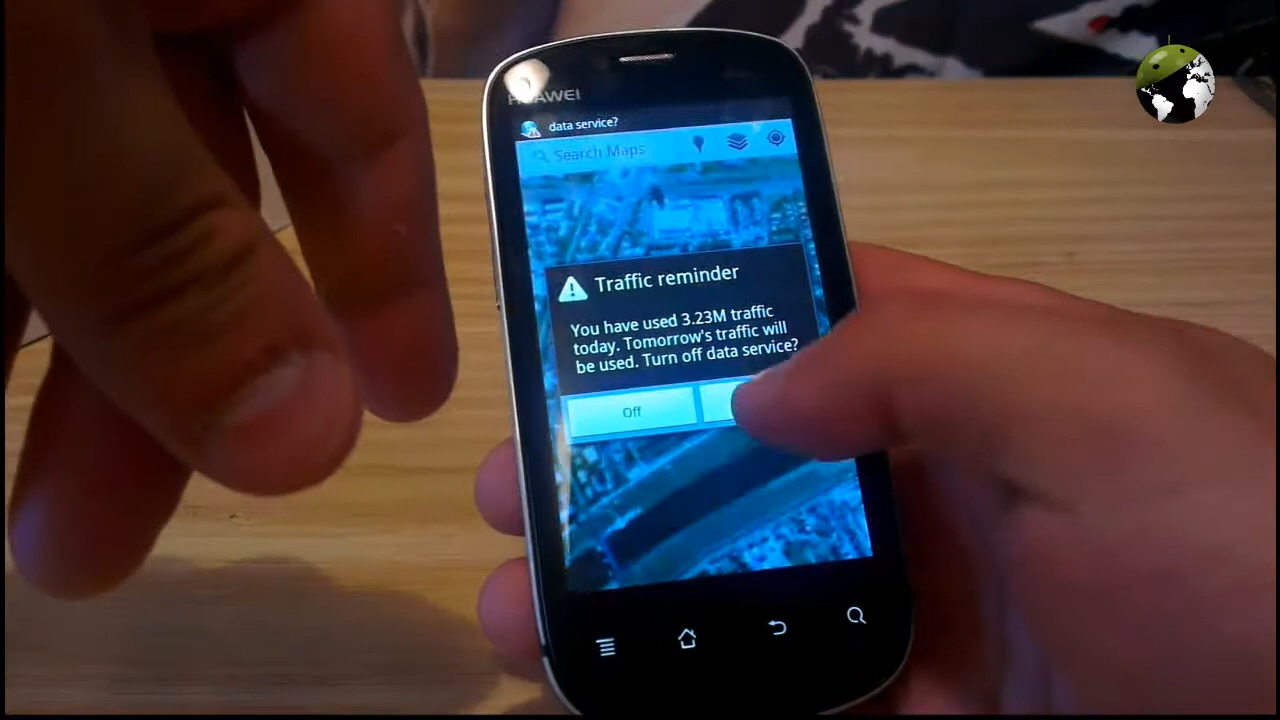 HUAWEI
data service?
Search Maps
Traffic reminder
You have used 3.23M traffic
today. Tomorrow's traffic will
be used. Turn off data service?
Off